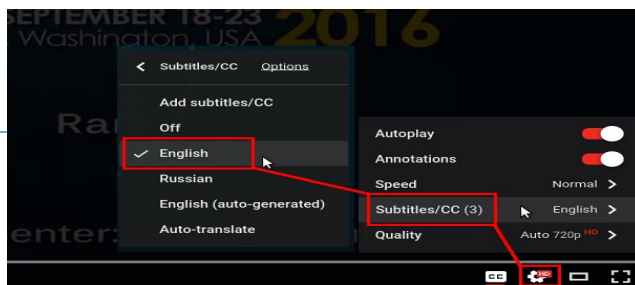 SEPTEMBER 18-23
Washington, USA 2016
Subtitles/CC Options
Add subtitles/CC
Off
English
Russian
English (auto-generated)
Auto-translate
Autoplay
Annotations
Speed Normal
Subtitles/CC (3) English
Quality Auto 720p HD
CC HD